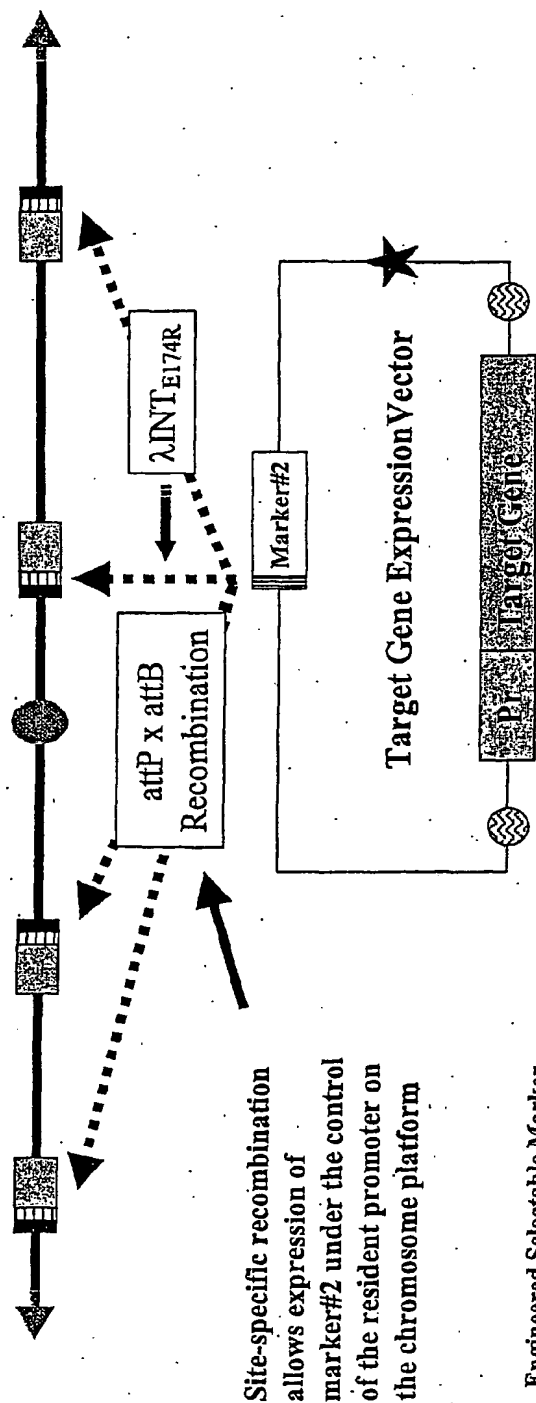 attP x attB
Recombination
λINT E174R
Marker#2
Target Gene Expression Vector
Pr
Target Gene
Site-specific recombination
allows expression of
marker#2 under the control
of the resident promoter on
the chromosome platform
Engineered Selectable Marker